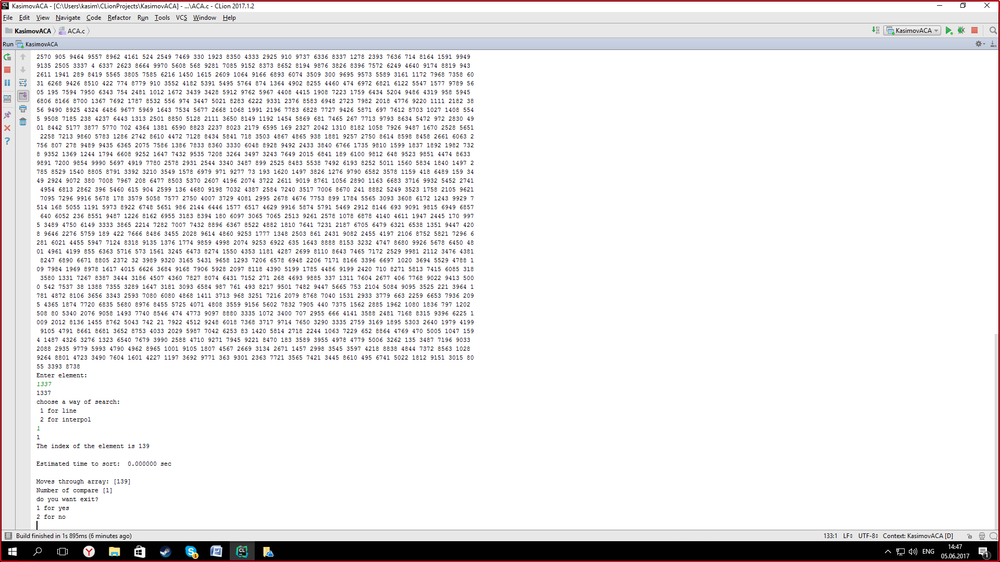 KasimovACA - [C:\Users\kasim\CLionProjects\KasimovACA] - ...\ACA.c - CLion 2017.1.2
File Edit View Navigate Code Refactor Run Tools VCS Window Help
KasimovACA ACA.c KasimovACA
Run KasimovACA
2570 905 9464 9557 8962 4161 524 2549 7469 330 1923 8350 4333 2925 910 9737 6336 8337 1278 2393 7636 714 8164 1591 9949
9135 2505 3337 4 6337 2623 8664 9970 5608 568 9281 7085 9152 8373 8652 8194 9876 3826 8396 7572 6249 4640 9174 8819 943
2611 1941 289 8419 5565 3805 7585 6216 1450 1615 2609 1064 9166 6893 6074 3509 300 9695 9573 5589 3161 1172 7968 7358 60
31 6268 9426 8510 422 774 8779 910 3552 4182 5391 5495 5764 874 1364 4902 8255 4460 474 6972 6821 6122 5547 1577 9789 56
05 195 7594 7950 6343 754 2481 1012 1672 3439 3428 5912 9762 5967 4408 4415 1908 7223 1759 6434 5204 9486 4319 958 5945
6806 8166 8700 1367 7692 1787 8532 556 974 3447 5021 8283 6222 9331 2376 8583 6948 2723 7982 2018 4776 9220 1111 2182 38
56 9490 8925 4324 6486 9677 5969 1643 7534 5677 2668 1068 1991 2196 7783 6828 7727 9426 5871 697 7612 8703 1027 1408 554
5 9508 7185 238 4237 6443 1313 2501 8850 5128 2111 3650 8149 1192 1454 5869 681 7465 267 7713 9793 8634 5472 972 2830 49
01 8442 5177 3877 5770 702 4364 1381 6590 8823 2237 8023 2179 6595 169 2327 2042 1310 8182 1058 7926 9487 1670 2528 5651
2258 7213 9860 5783 1286 2742 8610 4472 7128 8434 5841 718 3503 4867 4865 938 1881 9257 2750 8614 8598 8458 2661 6063 2
756 807 278 9489 9435 6365 2075 7586 1386 7833 8360 3330 6048 8928 9492 2433 3840 6766 1735 9810 1599 1837 1892 1982 732
8 9352 1369 1244 1794 6608 9252 1647 7432 9535 7208 3264 3497 3243 7649 2015 6841 189 6100 9812 648 9523 9851 4474 8633
9891 7200 9854 9990 5697 4919 7780 2578 2931 2544 3340 3487 899 2525 8483 5538 7492 6193 8252 5011 1560 5834 1840 1497 2
785 8529 1540 8805 8791 3392 3210 3549 1578 6979 971 9277 73 193 1620 1497 3826 1276 9790 6582 3578 1159 418 6489 159 34
49 2924 9072 380 7008 7967 208 6477 8503 5370 2607 4196 2074 3722 2611 9019 8761 1056 2890 1163 6683 3716 9932 5452 2741
4954 6813 2862 396 5460 615 904 2599 136 4680 9198 7032 4387 2584 7240 3517 7006 8670 241 8882 5249 3523 1758 2105 9621
7095 7296 9916 5678 178 3579 5058 7577 2750 4007 3729 4081 2995 2678 4676 7753 899 1784 5565 3093 3608 6172 1243 9929 7
514 168 5055 1191 5973 8922 6748 5651 986 2144 6446 1577 6517 4629 9916 5874 5791 5469 2912 8146 693 9091 9815 6949 6857
640 6052 236 8551 9487 1226 8162 6955 3183 8394 180 6097 3065 7065 2513 9261 2578 1078 6878 4140 4611 1947 2445 170 997
5 3489 4750 6149 3333 3865 2214 7282 7007 7432 8896 6367 8522 4882 1810 7641 7231 2187 6705 6479 6321 6538 1351 9447 420
8 9646 2276 5759 189 422 7666 8486 3455 2028 9614 4860 9253 1777 1348 2503 861 2431 9082 2455 4197 2106 8752 5821 7296 6
281 6021 4455 5947 7124 8318 9135 1376 1774 9859 4998 2074 9253 6922 635 1643 8888 8153 3232 4747 8680 9926 5678 6450 48
01 4961 4199 855 6363 5716 573 1561 3245 6473 8274 1550 4353 1181 4287 2699 8110 8643 7465 7172 2529 9981 2112 3476 4381
8247 6890 6671 8805 2372 32 3989 9320 3165 5431 9658 1293 7206 6578 6948 2206 7171 8166 3396 6697 1020 3694 5529 4788 1
09 7984 1969 8978 1617 4015 6626 3684 9168 7906 5928 2097 8118 4390 5199 1785 4486 9199 2420 710 8271 5813 7415 6085 318
3580 1331 7267 8387 3444 3186 4507 4360 7827 8074 6431 7152 271 268 4693 9885 337 1311 7604 2677 406 7768 9022 9413 500
0 542 7537 38 1388 7355 3289 1647 3181 3093 6584 987 761 493 8217 9501 7482 9447 5665 753 2104 5084 9095 3525 221 3964 1
781 4872 8106 3656 3343 2593 7080 6080 4868 1411 3713 968 3251 7216 2079 8768 7040 1531 2933 3779 663 2259 6653 7936 209
5 4365 1874 7720 6835 5680 8976 8455 5725 4071 4808 3559 9156 5602 7832 7905 440 7375 1562 2885 1962 1080 1836 797 1202
508 80 5340 2076 9058 1493 7740 8546 474 4773 9097 8880 3335 1072 3400 707 2955 666 4141 3588 2481 7168 8315 9396 6225 1
009 2012 8136 1455 8762 5043 742 21 7922 4512 9248 6018 7368 3717 9714 7650 3290 3335 2759 3169 1895 5303 2640 1979 4199
9105 4791 8661 8681 3652 8753 4033 2029 5987 7042 6253 83 1420 5814 2718 2244 1063 7229 652 8864 4769 470 5005 1047 159
4 1487 4326 3276 1323 6540 7679 3990 2588 4710 9271 7945 9221 8470 183 3589 3955 4978 4779 5006 3262 135 3487 7196 9033
2088 2935 9779 5993 4790 4962 8965 1001 9105 1807 4567 2669 3134 2671 1457 2998 3545 3597 4218 8838 4844 7372 8563 1028
9264 8801 4723 3490 7604 1601 4227 1197 3692 9771 363 9301 2363 7721 3565 7421 3445 8610 495 6741 5022 1812 9151 3015 80
55 3393 8738
Enter element:
1337
1337
choose a way of search:
1 for line
2 for interpol
1
1
The index of the element is 139
Estimated time to sort:  0.000000 sec
Moves through array: [139]
Number of compare [1]
do you want exit?
1 for yes
2 for no
Build finished in 1s 895ms (6 minutes ago) 133:1 LF UTF-8 Context: KasimovACA [D]
ENG 14:47
05.06.2017